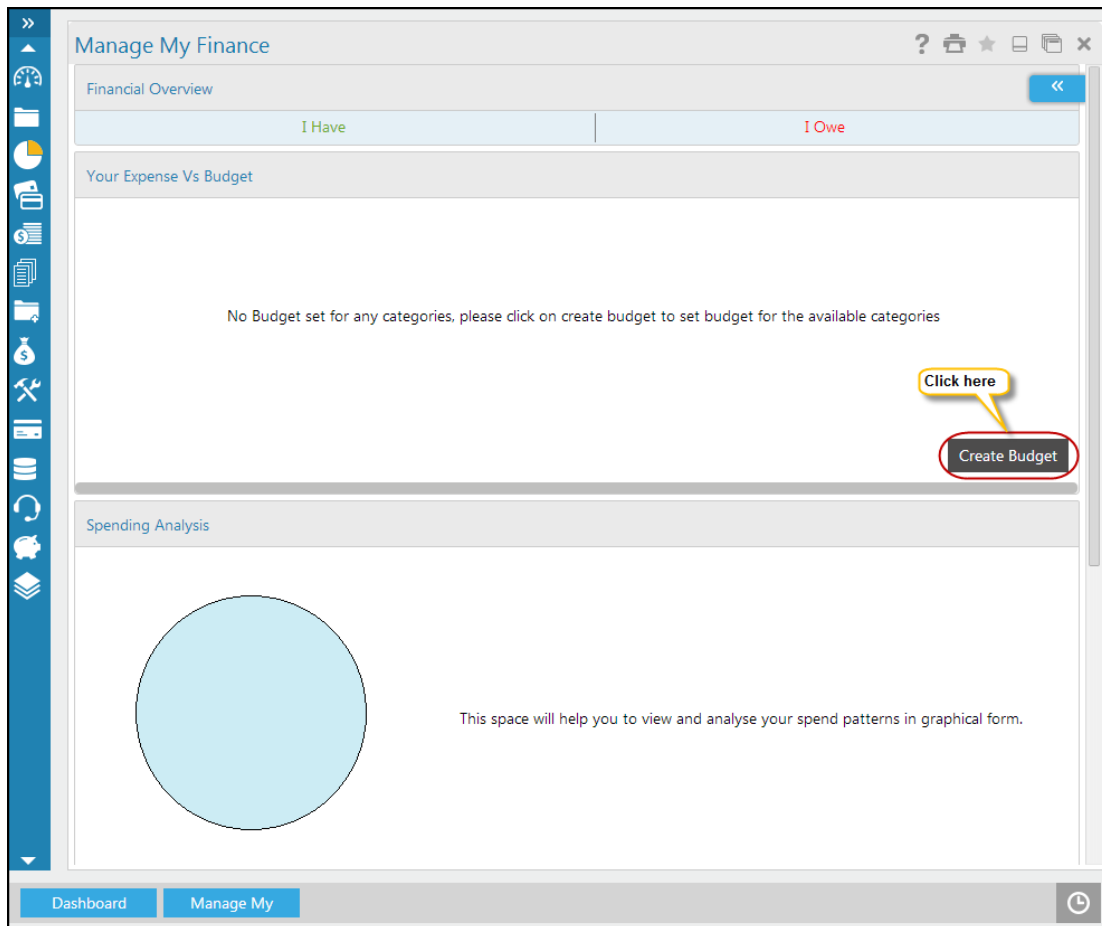 Manage My Finance
Financial Overview
I Have
I Owe
Your Expense Vs Budget
No Budget set for any categories, please click on create budget to set budget for the available categories
Click here
Create Budget
Spending Analysis
This space will help you to view and analyse your spend patterns in graphical form.
Dashboard
Manage My